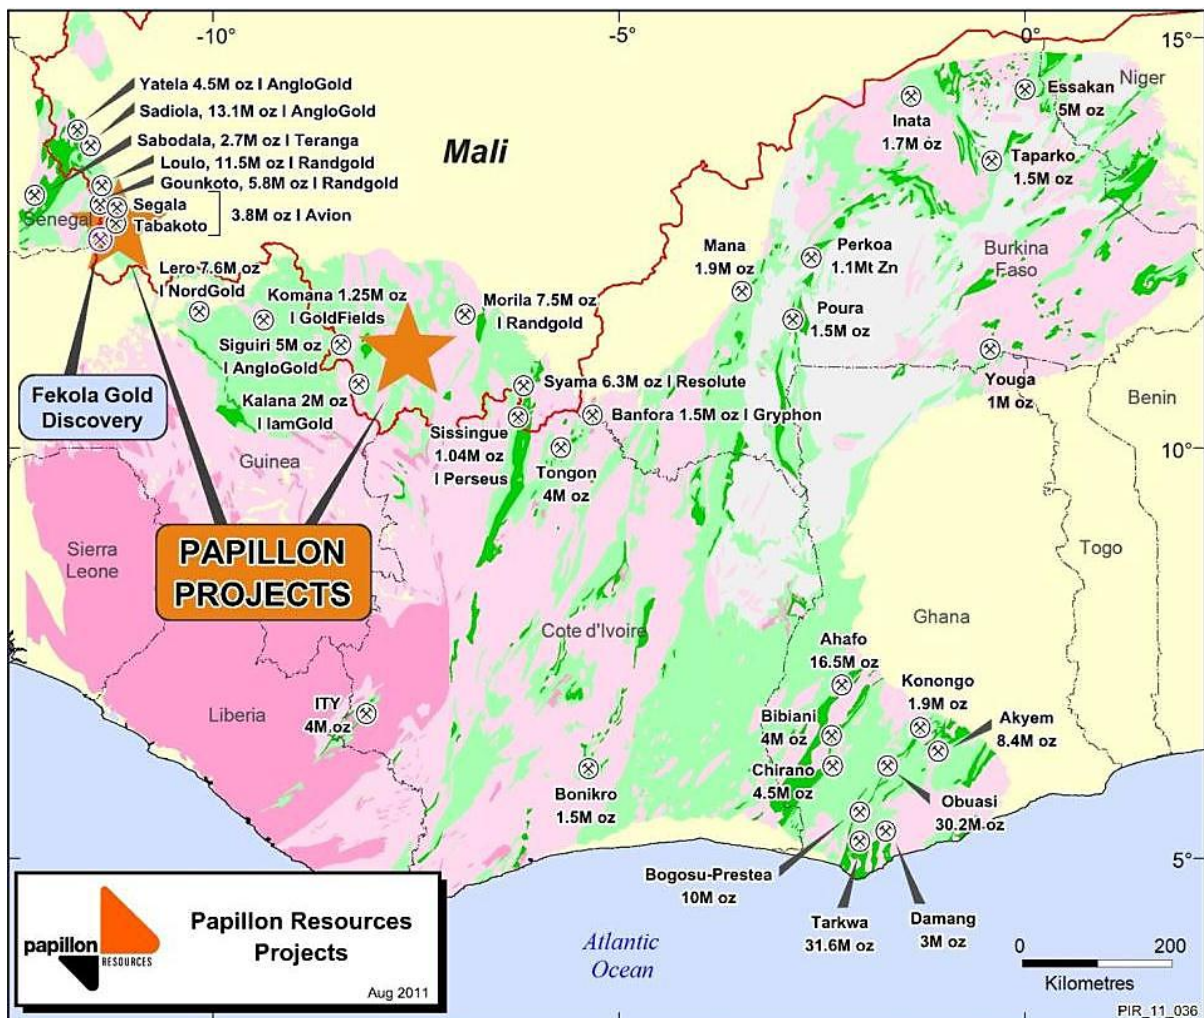 -10°
-5°
0°
15°
Yatela 4.5M oz I AngloGold
Sadiola, 13.1M oz I AngloGold
Sabodala, 2.7M oz I Teranga
Loulo, 11.5M oz I Randgold
Gounkoto, 5.8M oz I Randgold
Segala
Tabakoto
3.8M oz I Avion
Senegal
Mali
Niger
Essakan
5M oz
Inata
1.7M oz
Taparko
1.5M oz
Mana
1.9M oz
Perkoa
1.1Mt Zn
Burkina
Faso
Poura
1.5M oz
Youga
1M oz
Benin
Lero 7.6M oz
I NordGold
Komana 1.25M oz
I GoldFields
Morila 7.5M oz
I Randgold
Siguiri 5M oz
I AngloGold
Kalana 2M oz
I IamGold
Syama 6.3M oz I Resolute
Banfora 1.5M oz I Gryphon
Sissingue
1.04M oz
I Perseus
Tongon
4M oz
10°
Fekola Gold
Discovery
Guinea
PAPILLON
PROJECTS
Sierra
Leone
Togo
Ghana
Cote d'Ivoire
Liberia
ITY
4M oz
Bonikro
1.5M oz
Ahafo
16.5M oz
Konongo
1.9M oz
Bibiani
4M oz
Akyem
8.4M oz
Chirano
4.5M oz
Obuasi
30.2M oz
Bogosu-Prestea
10M oz
Tarkwa
31.6M oz
Damang
3M oz
5°
Atlantic
Ocean
0
200
Kilometres
papillon
RESOURCES
Papillon Resources
Projects
Aug 2011
PIR_11_036